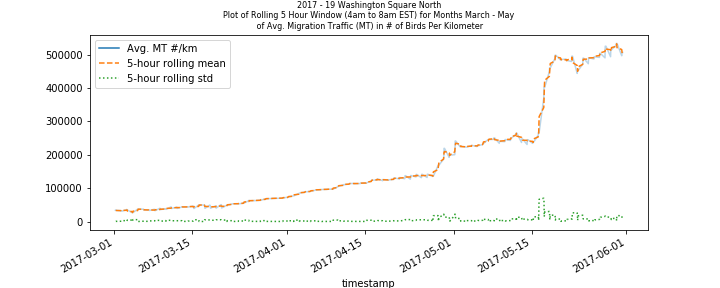 2017 - 19 Washington Square North
Plot of Rolling 5 Hour Window (4am to 8am EST) for Months March - May
of Avg. Migration Traffic (MT) in # of Birds Per Kilometer
Avg. MT #/km
5-hour rolling mean
5-hour rolling std
500000
400000
300000
200000
100000
0
2017-03-01
2017-03-15
2017-04-01
2017-04-15
2017-05-01
2017-05-15
2017-06-01
timestamp